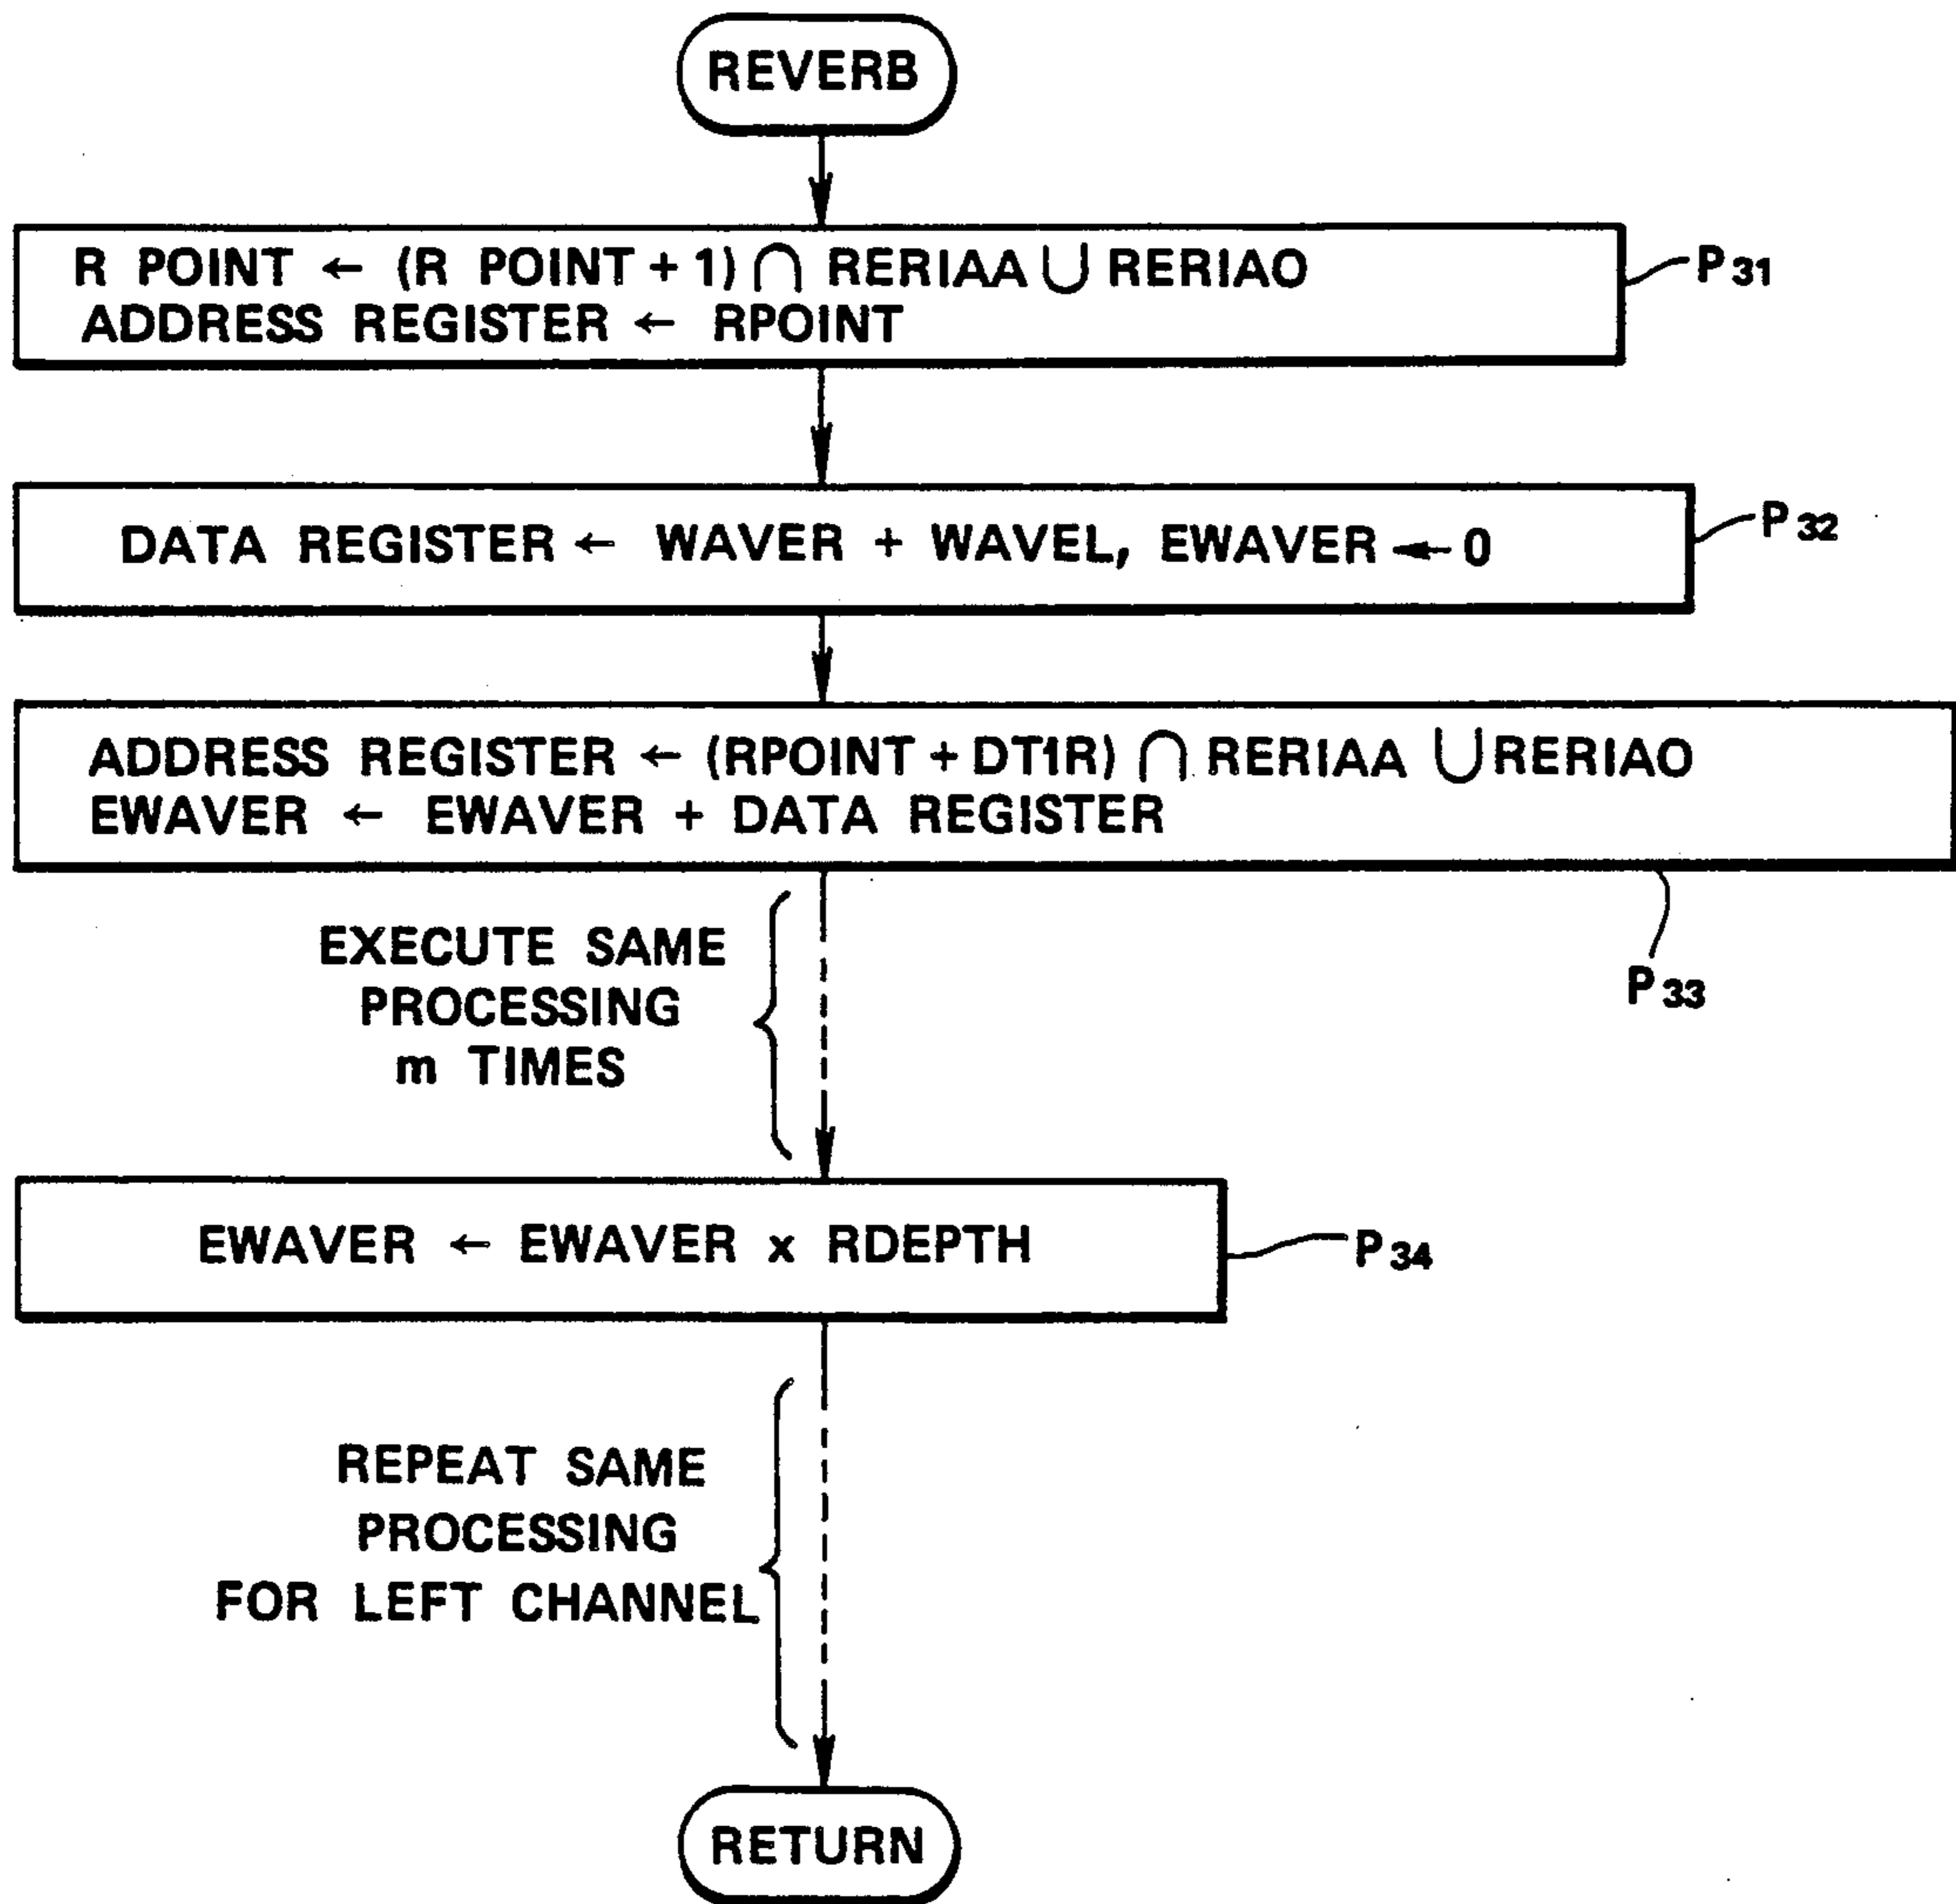 REVERB
R POINT ← (R POINT + 1) ∩ RERIAA ∪ RERIAO
ADDRESS REGISTER ← RPOINT
P31
DATA REGISTER ← WAVER + WAVEL, EWAVER ← 0
P32
ADDRESS REGISTER ← (RPOINT + DT1R) ∩ RERIAA ∪ RERIAO
EWAVER ← EWAVER + DATA REGISTER
P33
EXECUTE SAME
PROCESSING
m TIMES
EWAVER ← EWAVER x RDEPTH
P34
REPEAT SAME
PROCESSING
FOR LEFT CHANNEL
RETURN